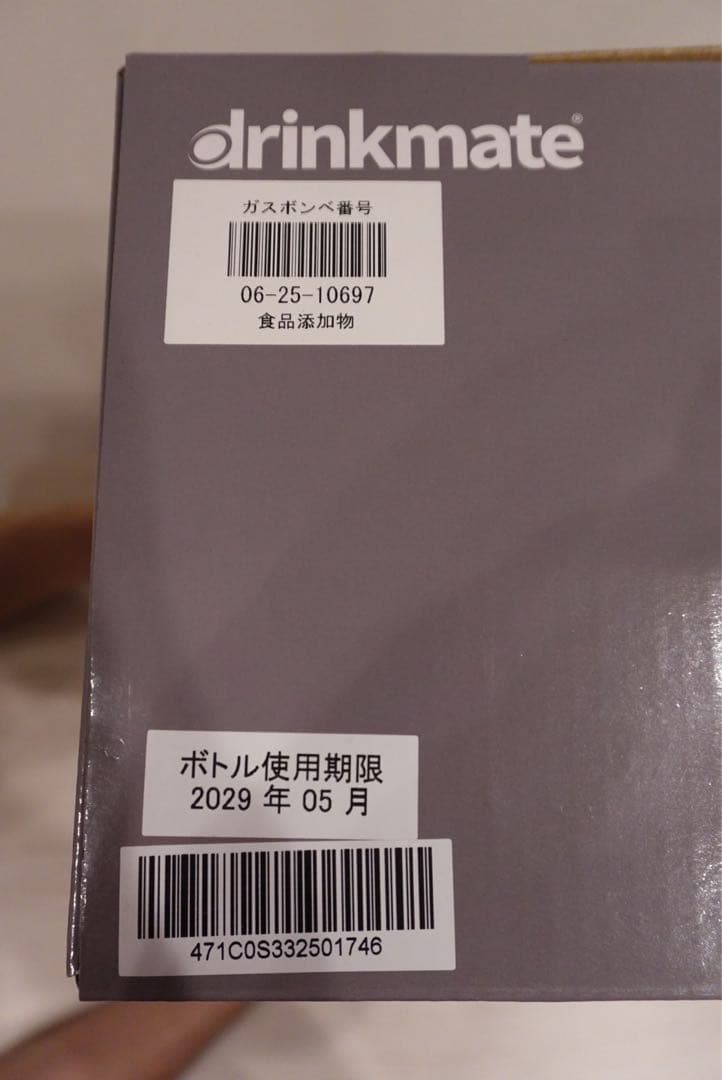 drinkmate®
ガスボンベ番号
06-25-10697
食品添加物
ボトル使用期限
2029 年 05 月
471C0S332501746